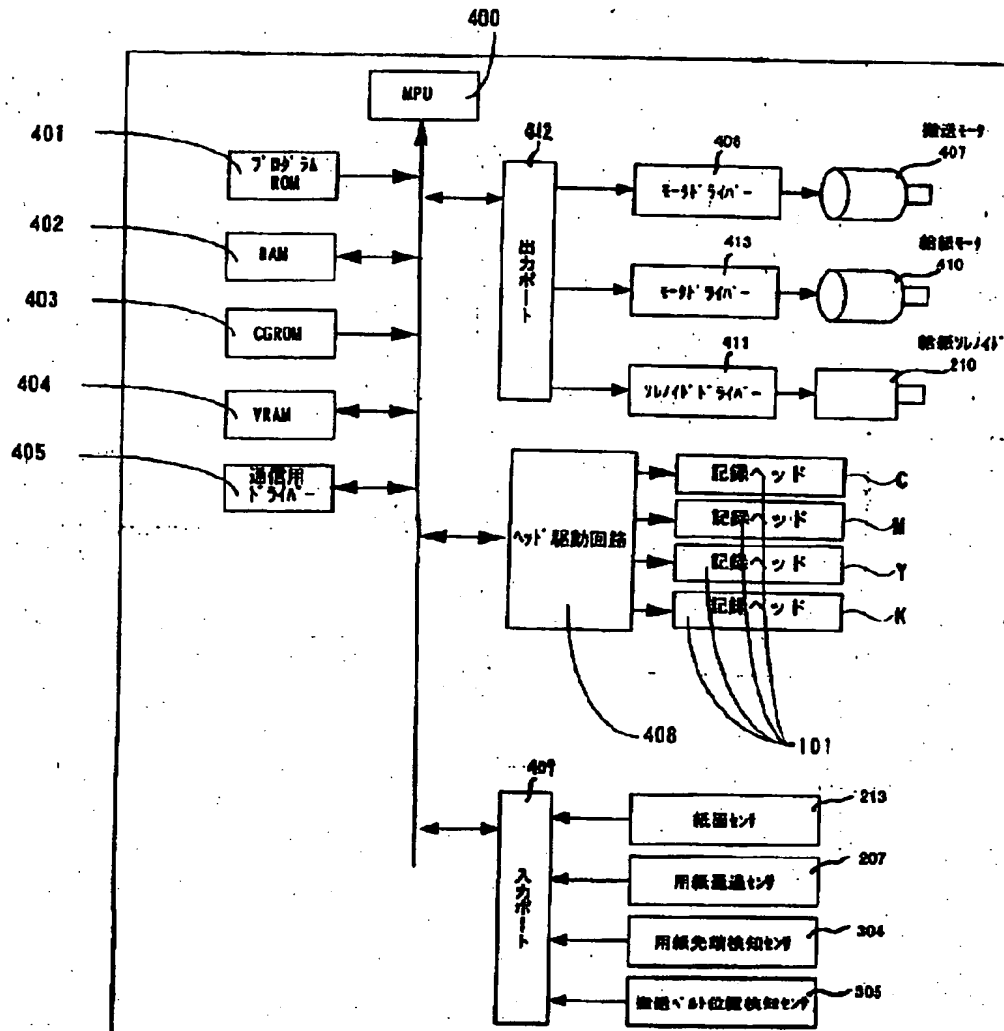 400
MPU
401
プログラム
ROM
402
RAM
403
CGROM
404
VRAM
405
通信用
ドライバー
412
出力ポート
406
モータドライバー
搬送モータ
407
413
モータドライバー
給紙モータ
410
411
ソレノイドドライバー
給紙ソレノイド
210
ヘッド駆動回路
408
記録ヘッド
C
記録ヘッド
M
記録ヘッド
Y
記録ヘッド
K
101
409
入力ポート
センサ
213
用紙通過センサ
207
用紙先端検知センサ
304
搬送ベルト位置検知センサ
305